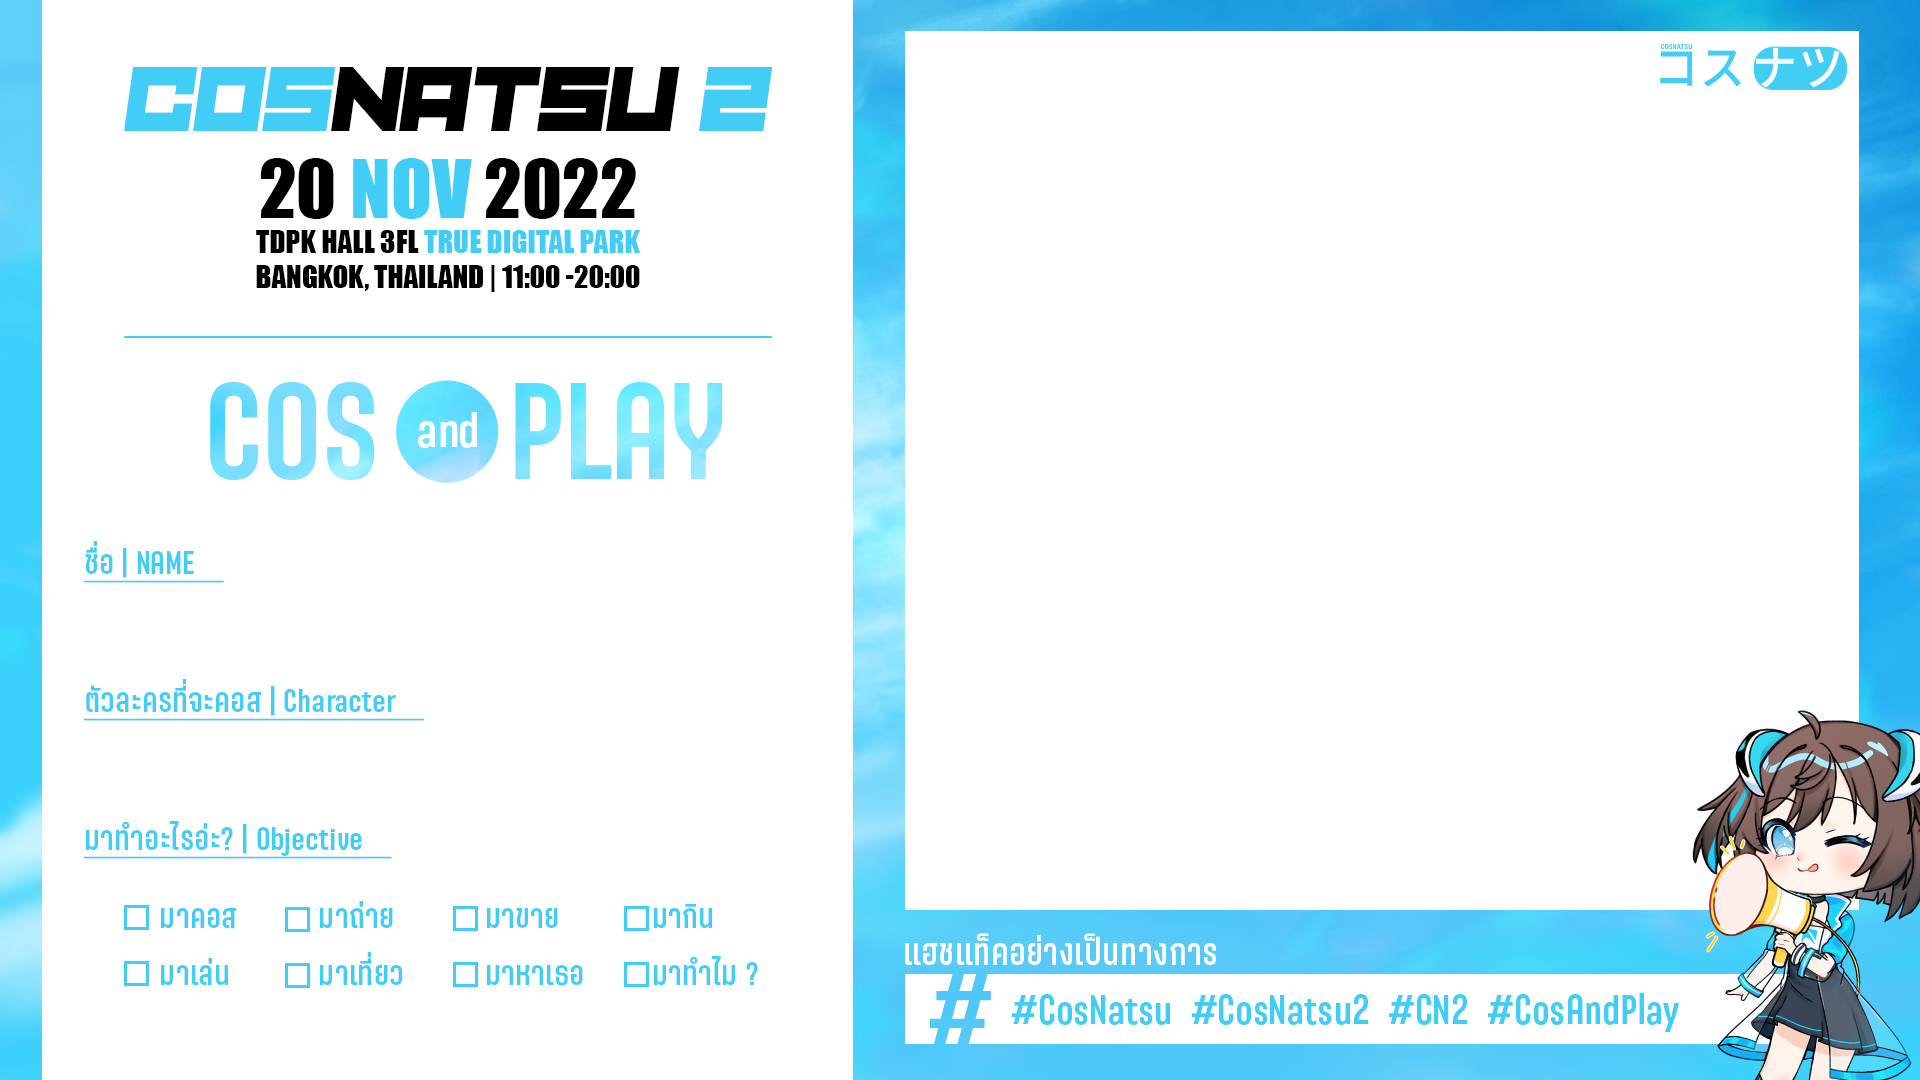 COSNATSU 2
20 NOV 2022
TDPK HALL 3FL TRUE DIGITAL PARK
BANGKOK, THAILAND | 11:00 -20:00
COS and PLAY
ชื่อ | NAME
ตัวละครที่จะคอส | Character
มาทำอะไรอ่ะ? | Objective
มาคอส มาถ่าย มาขาย มากิน
มาเล่น มาเที่ยว มาหาเธอ มาทำไม ?
COSNATSU
コスナツ
แฮชแท็คอย่างเป็นทางการ
# #CosNatsu #CosNatsu2 #CN2 #CosAndPlay